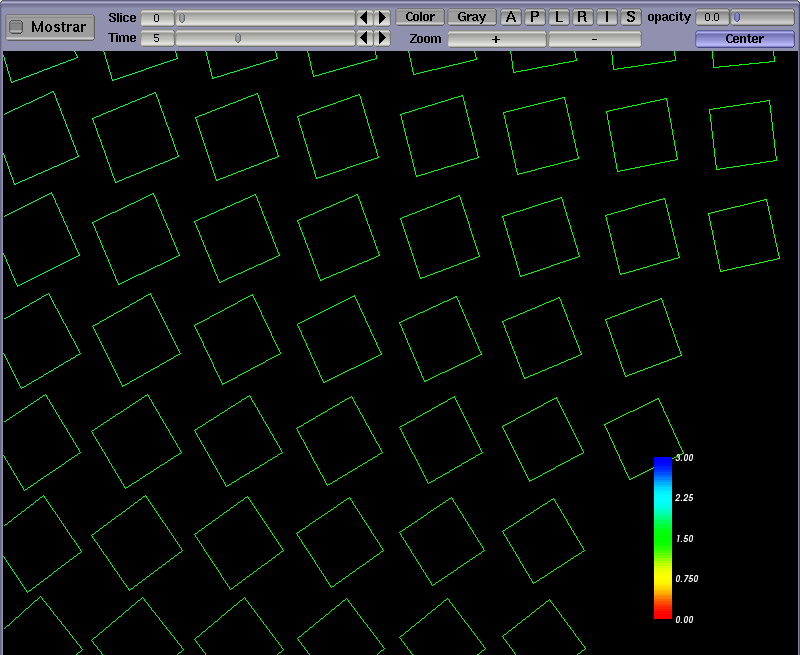 Mostrar
Slice 0
Time 5
Color Gray A P L R I S opacity 0.0
Zoom + - Center
3.00
2.25
1.50
0.750
0.00